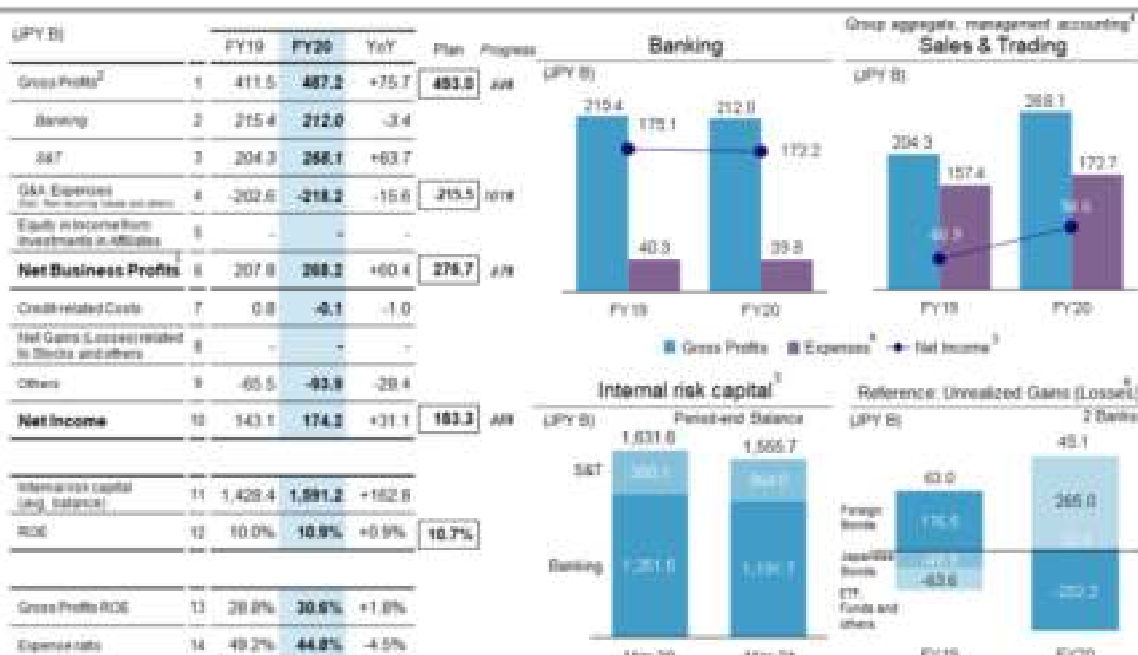 (JPY B)
FY19 FY20 YoY Plan Progress
Gross Profits2 1 411.5 487.2 +75.7 493.0
Banking 2 215.4 212.0 -3.4
S&T 3 204.3 268.1 +63.7
G&A Expenses 4 -202.6 -218.2 -15.6 -215.5
Equity in Income from
Investments in Affiliates 5 - - -
Net Business Profits 6 207.8 268.2 +60.4 276.7
Credit-related Costs 7 0.8 -0.1 -1.0
Net Gains (Losses) related
to Stocks and others 8 - - -
Others 9 -65.5 -93.9 -28.4
Net Income 10 143.1 174.2 +31.1 183.3
Internal risk capital
(avg. balance) 11 1,428.4 1,591.2 +162.8
ROE 12 10.0% 10.9% +0.9% 10.7%
Gross Profits ROE 13 28.8% 30.6% +1.8%
Expense ratio 14 49.2% 44.8% -4.5%
Banking
(JPY B)
215.4 175.1 212.0 173.2
40.3 39.8
FY19 FY20
Group aggregate, management accounting4
Sales & Trading
(JPY B)
204.3 157.4 268.1 172.7
FY19 FY20
Gross Profits Expenses Net Income
Internal risk capital
(JPY B) Period-end Balance
1,631.6 1,565.7
S&T
Banking
Reference: Unrealized Gains (Losses)
(JPY B) 2 Banks
63.0 45.1
265.0
Foreign
Bonds
Japanese
Bonds
-63.6
ETF,
Funds and
others
FY19 FY20